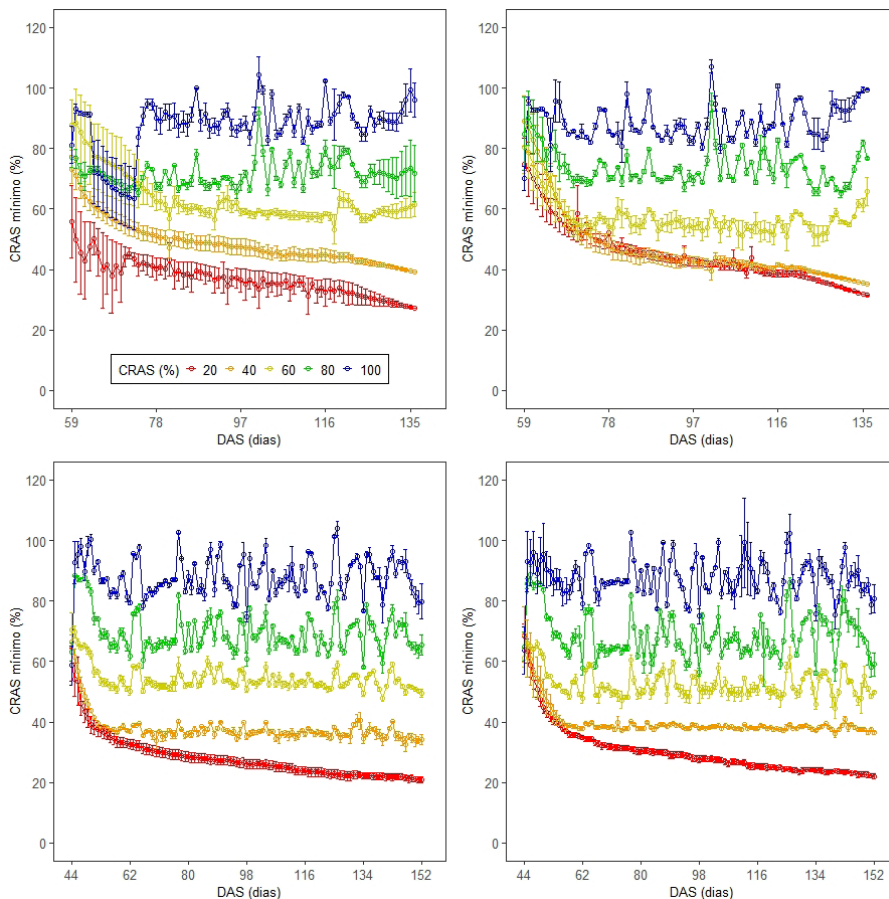 120
100
80
60
40
20
0
CRAS mínimo (%)
CRAS (%) 20 40 60 80 100
59 78 97 116 135
DAS (dias)
120
100
80
60
40
20
0
CRAS mínimo (%)
59 78 97 116 135
DAS (dias)
120
100
80
60
40
20
0
CRAS mínimo (%)
44 62 80 98 116 134 152
DAS (dias)
120
100
80
60
40
20
0
CRAS mínimo (%)
44 62 80 98 116 134 152
DAS (dias)